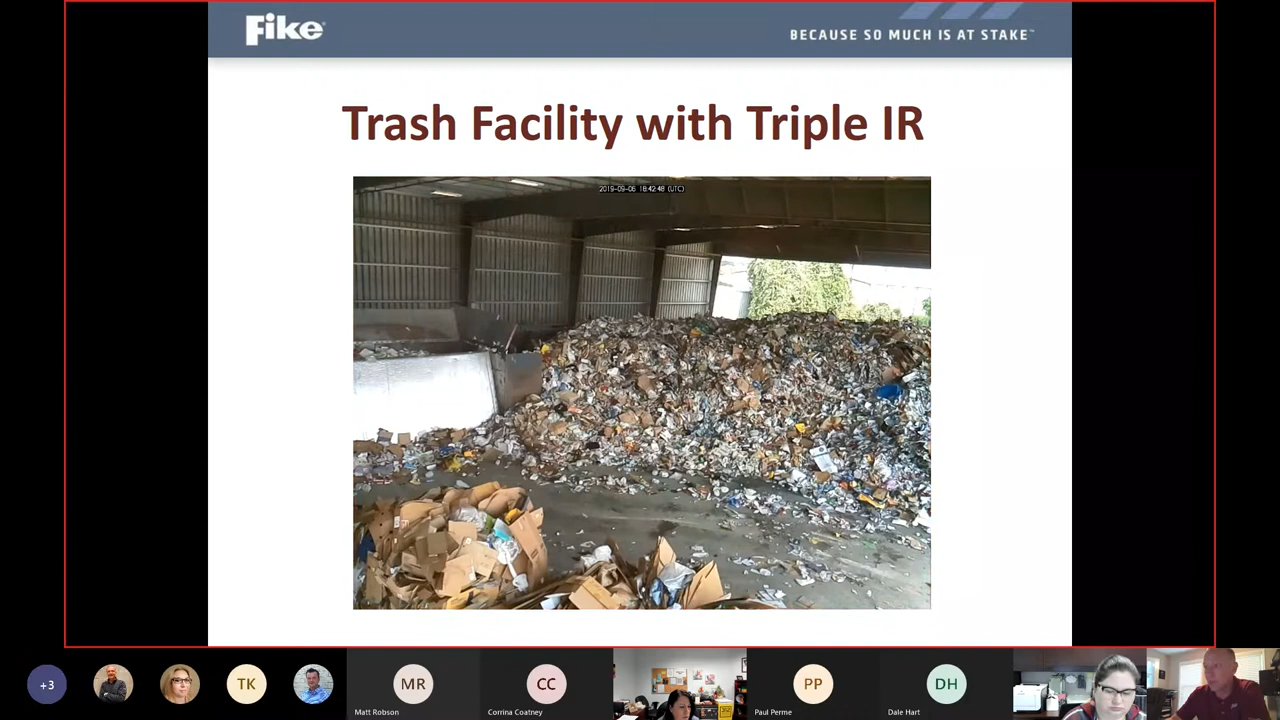 Fike
BECAUSE SO MUCH IS AT STAKE™
Trash Facility with Triple IR
2019-09-06 18:42:48 (UTC)
+3
TK
MR
CC
PP
DH
Matt Robson
Corrina Coatney
Paul Perme
Dale Hart